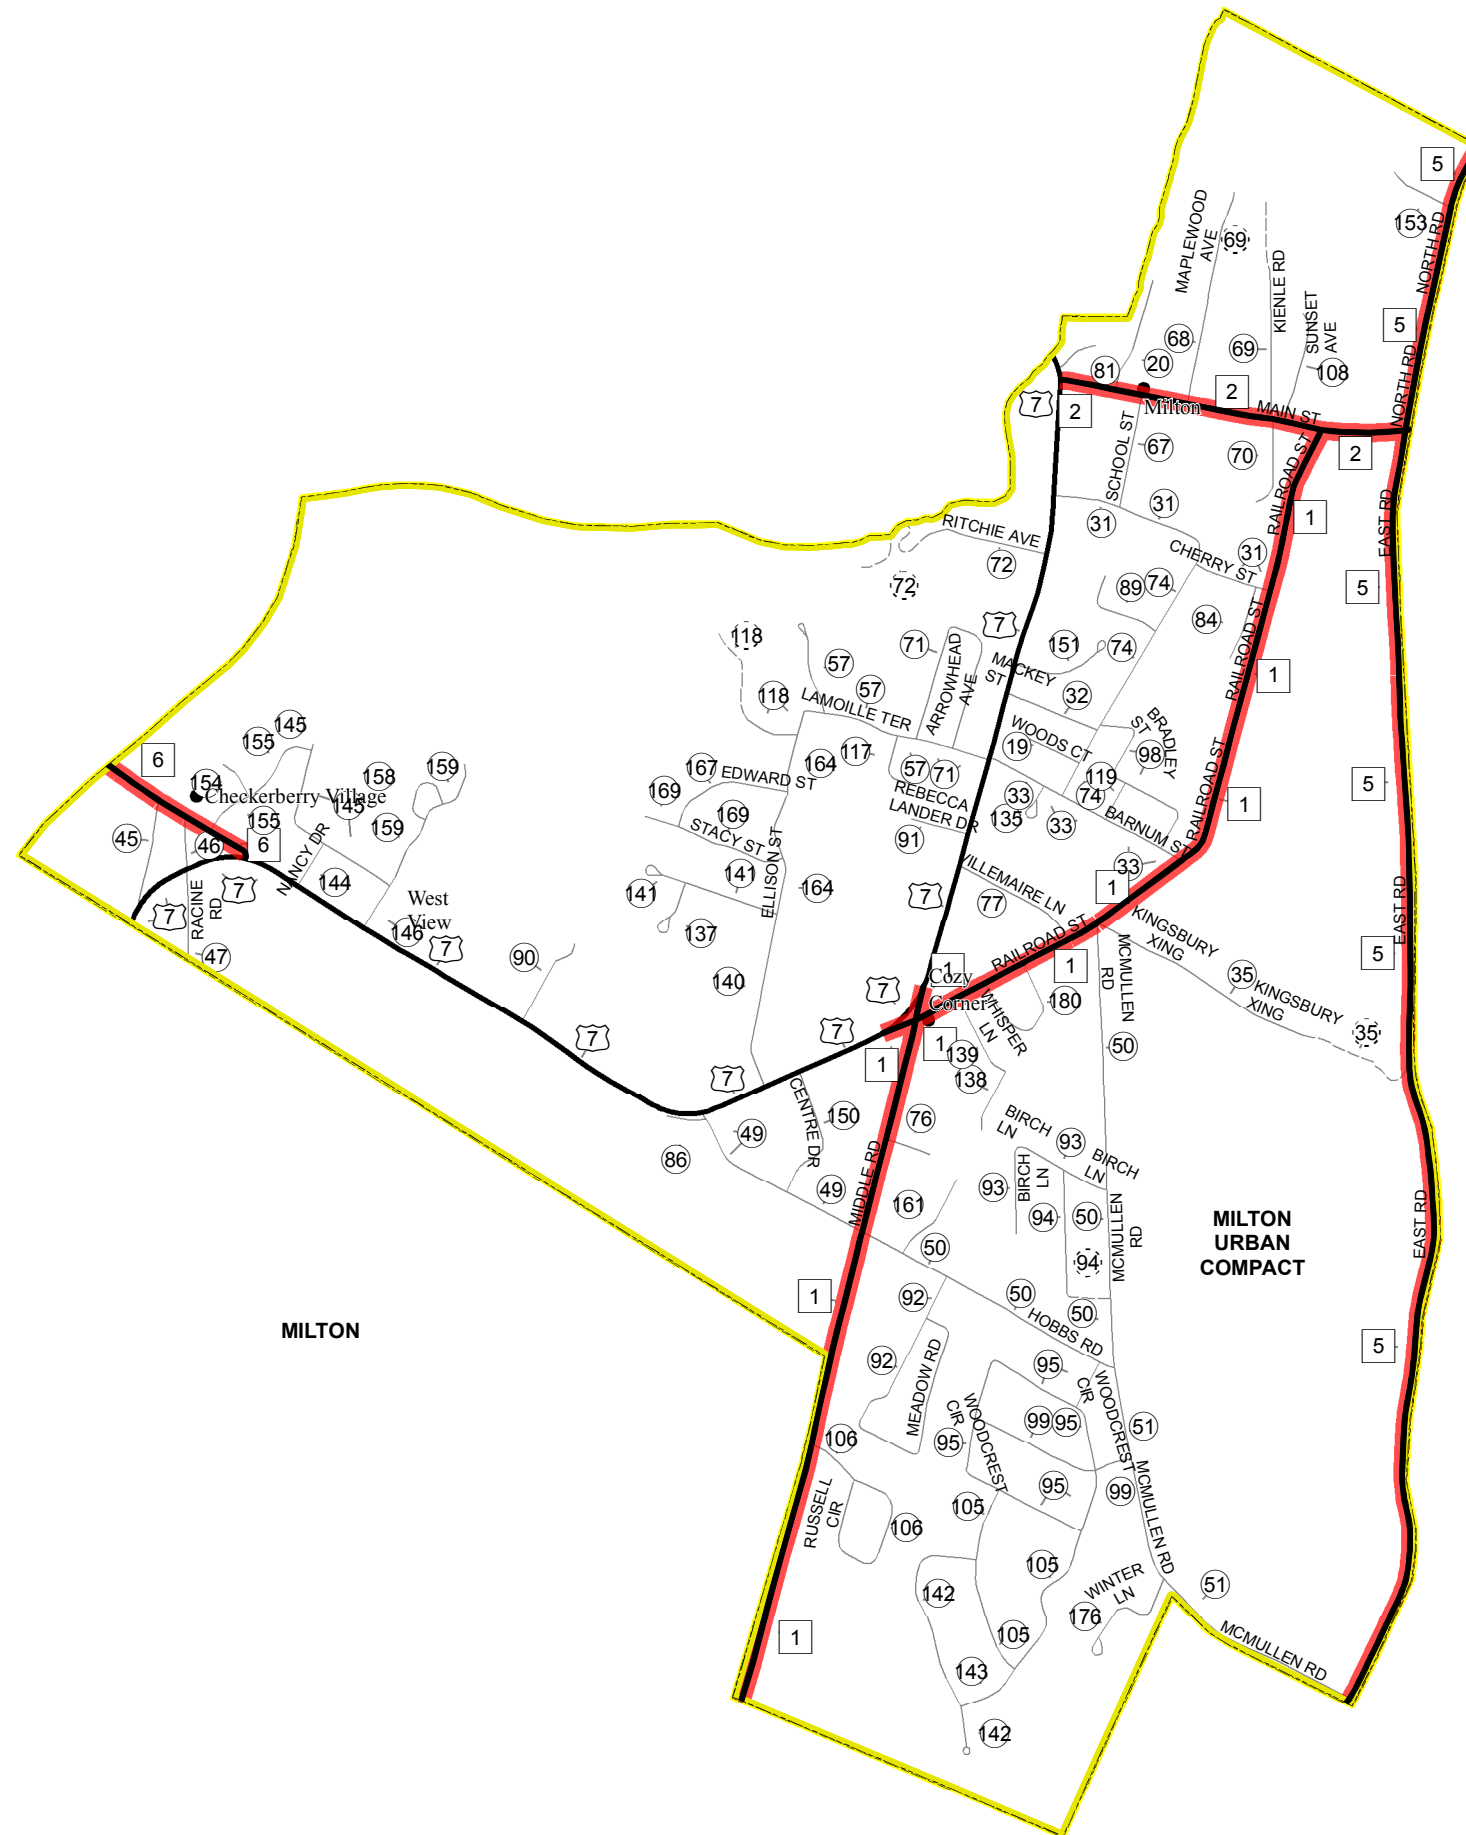 5
153
NORTH RD
MAPLEWOOD
AVE
69
KIENLE RD
SUNSET
AVE
5
68
69
108
20
81
NORTH RD
7
2
2
Milton
MAIN ST
2
SCHOOL ST
67
70
RAILROAD ST
31
31
1
EAST RD
RITCHIE AVE
72
72
CHERRY ST
31
89
74
84
5
118
57
71
ARROWHEAD
AVE
7
151
74
MACKEY
ST
RAILROAD ST
1
118
57
LAMOILLE TER
32
BRADLEY
ST
WOODS CT
19
98
145
155
6
154
Checkerberry Village
158
159
145
155
159
45
46
6
NANCY DR
167
EDWARD ST
164
117
57
71
169
169
REBECCA
LANDER DR
33
135
33
119
74
BARNUM ST
RAILROAD ST
1
5
STACY ST
91
33
7
RACINE
RD
7
144
141
141
164
ELLISON ST
VILLEMAIRE LN
77
7
1
West
View
146
7
47
90
137
140
RAILROAD ST
KINGSBURY
XING
MCMULLEN
RD
EAST RD
5
1
Cozy
Corner
1
7
35
KINGSBURY
XING
35
180
WHISPER
LN
7
7
7
1
1
139
138
50
CENTRE DR
150
76
49
86
49
BIRCH
LN
93
BIRCH
LN
93
BIRCH
LN
94
50
MCMULLEN
RD
94
MIDDLE RD
161
50
MILTON
URBAN
COMPACT
EAST RD
1
92
50
50
HOBBS RD
MILTON
5
92
MEADOW RD
95
WOODCREST
CIR
106
95
WOODCREST
CIR
99
95
51
95
99
MCMULLEN RD
RUSSELL
CIR
106
105
105
142
WINTER
LN
176
51
1
105
143
MCMULLEN RD
142